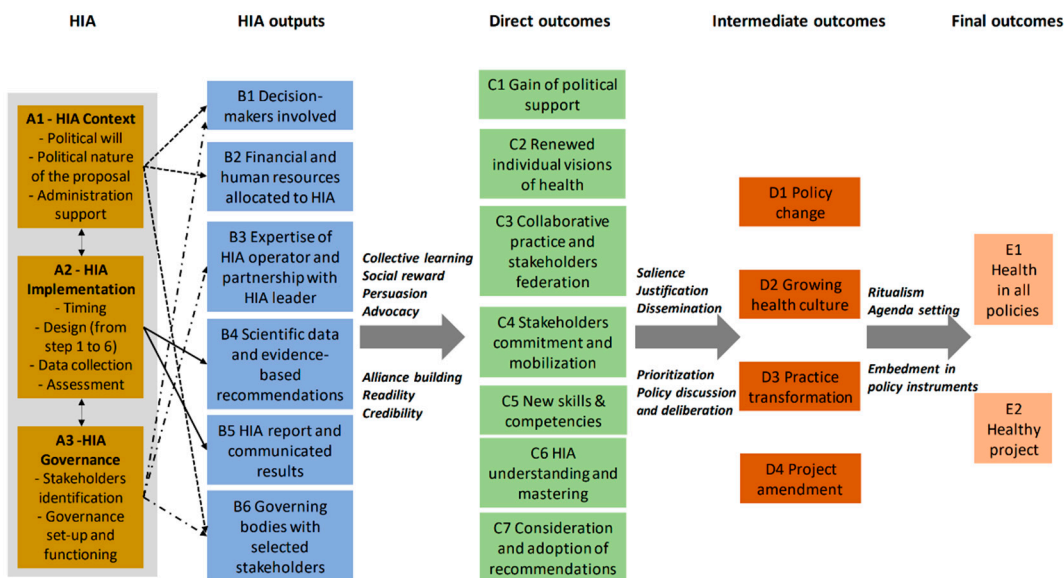 HIA
HIA outputs
Direct outcomes
Intermediate outcomes
Final outcomes
A1 - HIA Context
- Political will
- Political nature
of the proposal
- Administration
support
A2 - HIA
Implementation
- Timing
- Design (from
step 1 to 6)
- Data collection
- Assessment
A3 -HIA
Governance
- Stakeholders
identification
- Governance
set-up and
functioning
B1 Decision-
makers involved
B2 Financial and
human resources
allocated to HIA
B3 Expertise of
HIA operator and
partnership with
HIA leader
B4 Scientific data
and evidence-
based
recommendations
B5 HIA report and
communicated
results
B6 Governing
bodies with
selected
stakeholders
Collective learning
Social reward
Persuasion
Advocacy
Alliance building
Readility
Credibility
C1 Gain of political
support
C2 Renewed
individual visions
of health
C3 Collaborative
practice and
stakeholders
federation
C4 Stakeholders
commitment and
mobilization
C5 New skills &
competencies
C6 HIA
understanding and
mastering
C7 Consideration
and adoption of
recommendations
Salience
Justification
Dissemination
Prioritization
Policy discussion
and deliberation
D1 Policy
change
D2 Growing
health culture
D3 Practice
transformation
D4 Project
amendment
Ritualism
Agenda setting
Embedment in
policy instruments
E1
Health
in all
policies
E2
Healthy
project